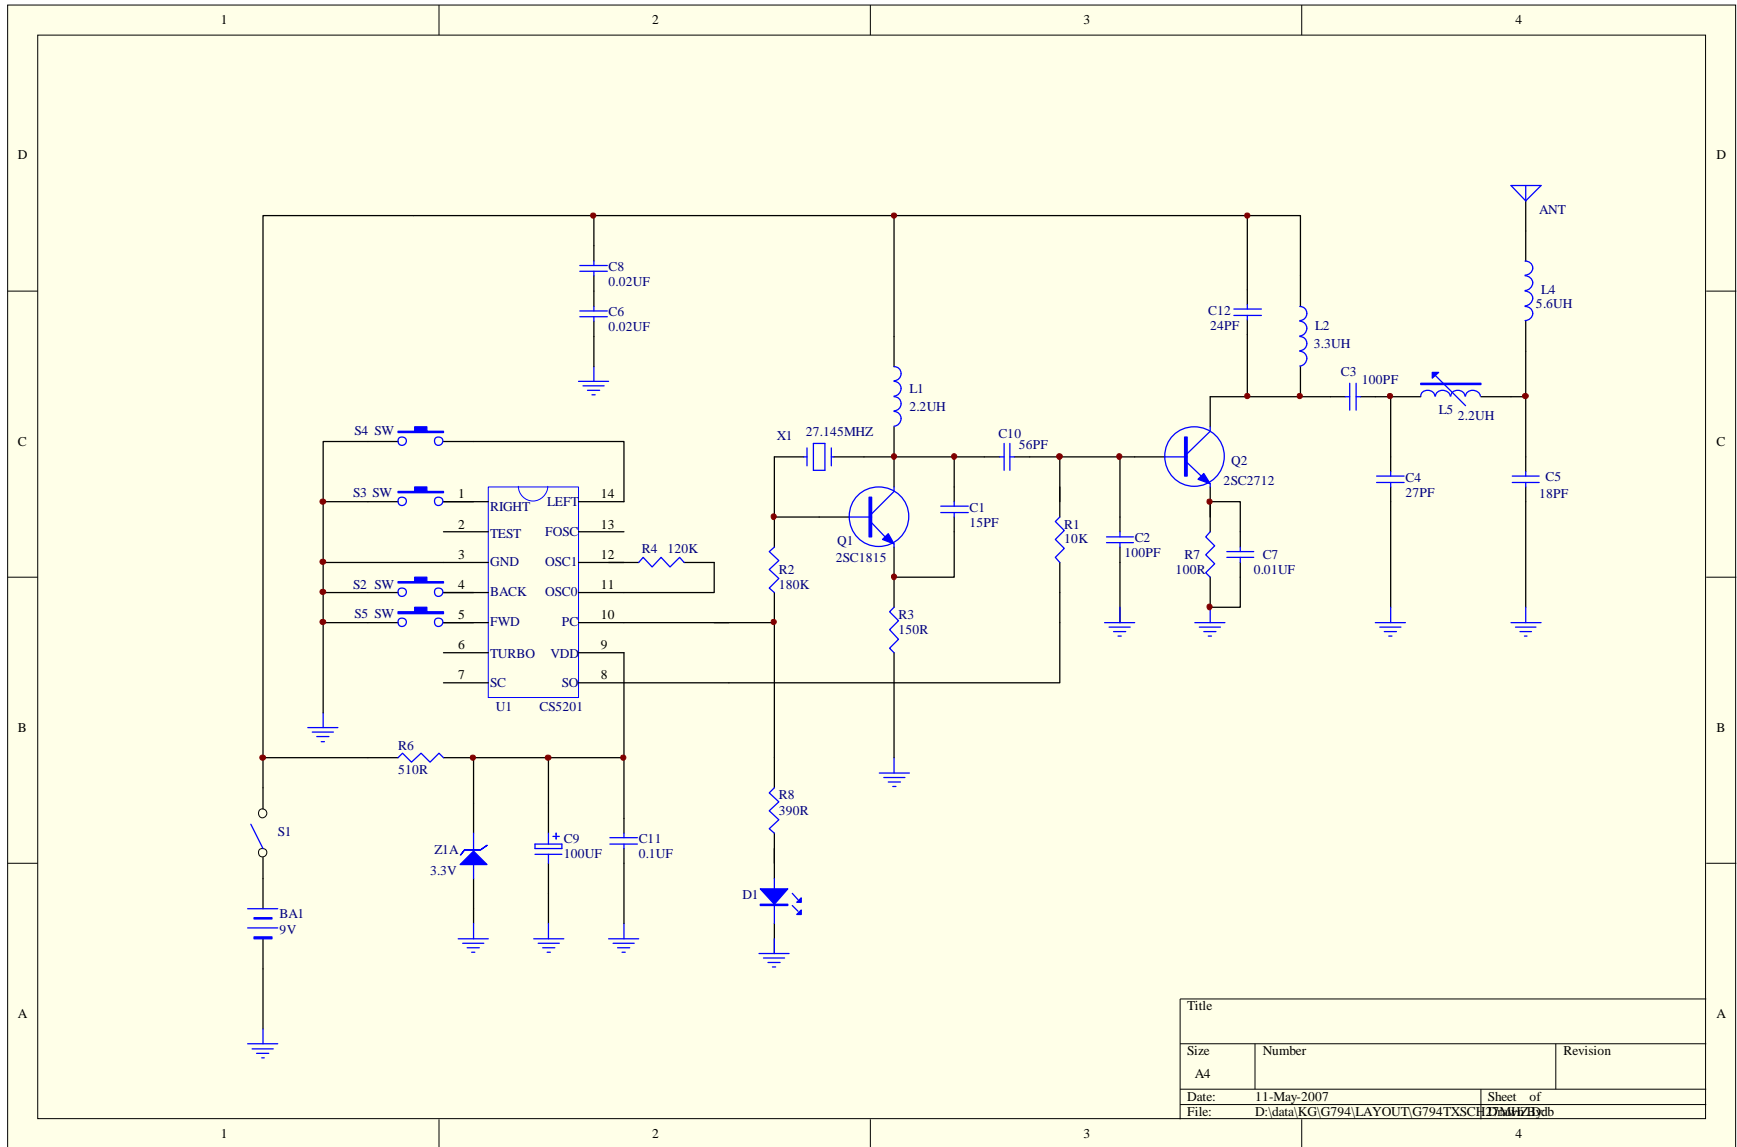 1 2 3 4
D D
ANT
C8
0.02UF
C6
0.02UF
L4
5.6UH
C12
24PF
L2
3.3UH
C3 100PF
L5 2.2UH
L1
2.2UH
C C
S4 SW
X1 27.145MHZ
C10
56PF
Q2
2SC2712
C4
27PF
C5
18PF
S3 SW 1 RIGHT LEFT 14
2 TEST FOSC 13
3 GND OSC1 12
R4 120K
S2 SW 4 BACK OSC0 11
S5 SW 5 FWD PC 10
6 TURBO VDD 9
7 SC SO 8
U1 CS5201
Q1
2SC1815
C1
15PF
R1
10K
C2
100PF
R7
100R
C7
0.01UF
R2
180K
R3
150R
B B
R6
510R
R8
390R
S1
Z1A
3.3V
+
C9
100UF
C11
0.1UF
D1
BA1
9V
A A
Title
Size Number Revision
A4
Date: 11-May-2007 Sheet of
File:
1 2 3 4